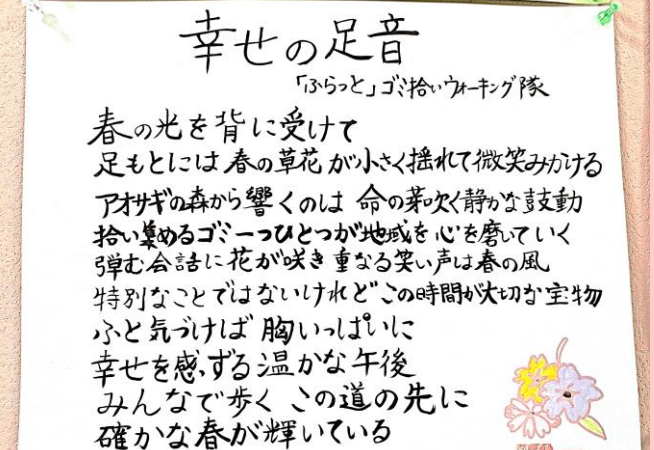 幸せの足音
「ふらっと」ゴミ拾いウォーキング隊
春の光を背に受けて
足もとには 春の草花が小さく揺れて微笑みかける
アオサギの森から響くのは 命の芽吹く静かな鼓動
拾い集めるゴミ一つひとつが地域を心を磨いていく
弾む会話に花が咲き重なる笑い声は春の風
特別なことではないけれどこの時間が大切な宝物
ふと気づけば胸いっぱいに
幸せを感ずる温かな午後
みんなで歩く この道の先に
確かな春が輝いている